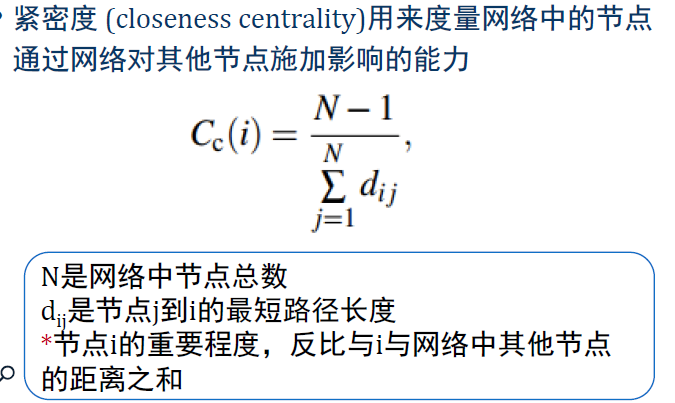 紧密度 (closeness centrality)用来度量网络中的节点
通过网络对其他节点施加影响的能力
C_c(i) = \frac{N-1}{\sum_{j=1}^{N} d_{ij}},
N是网络中节点总数
d_{ij}是节点j到i的最短路径长度
*节点i的重要程度，反比与i与网络中其他节点
的距离之和